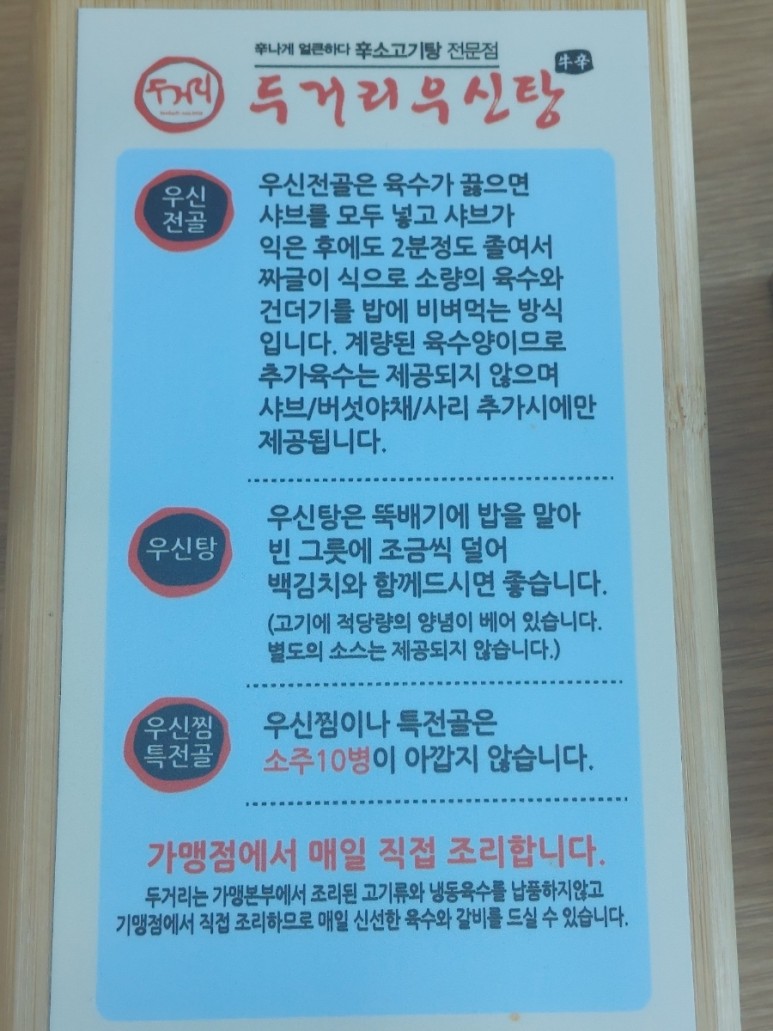 辛나게 얼큰하다 辛소고기탕 전문점
두거리
두거리우신탕
牛辛
우신
전골
우신전골은 육수가 끓으면
샤브를 모두 넣고 샤브가
익은 후에도 2분정도 졸여서
짜글이 식으로 소량의 육수와
건더기를 밥에 비벼먹는 방식
입니다. 계량된 육수양이므로
추가육수는 제공되지 않으며
샤브/버섯야채/사리 추가시에만
제공됩니다.
우신탕
우신탕은 뚝배기에 밥을 말아
빈 그릇에 조금씩 덜어
백김치와 함께드시면 좋습니다.
(고기에 적당량의 양념이 베어 있습니다.
별도의 소스는 제공되지 않습니다.)
우신찜
특전골
우신찜이나 특전골은
소주10병이 아깝지 않습니다.
가맹점에서 매일 직접 조리합니다.
두거리는 가맹본부에서 조리된 고기류와 냉동육수를 납품하지않고
기맹점에서 직접 조리하므로 매일 신선한 육수와 갈비를 드실 수 있습니다.